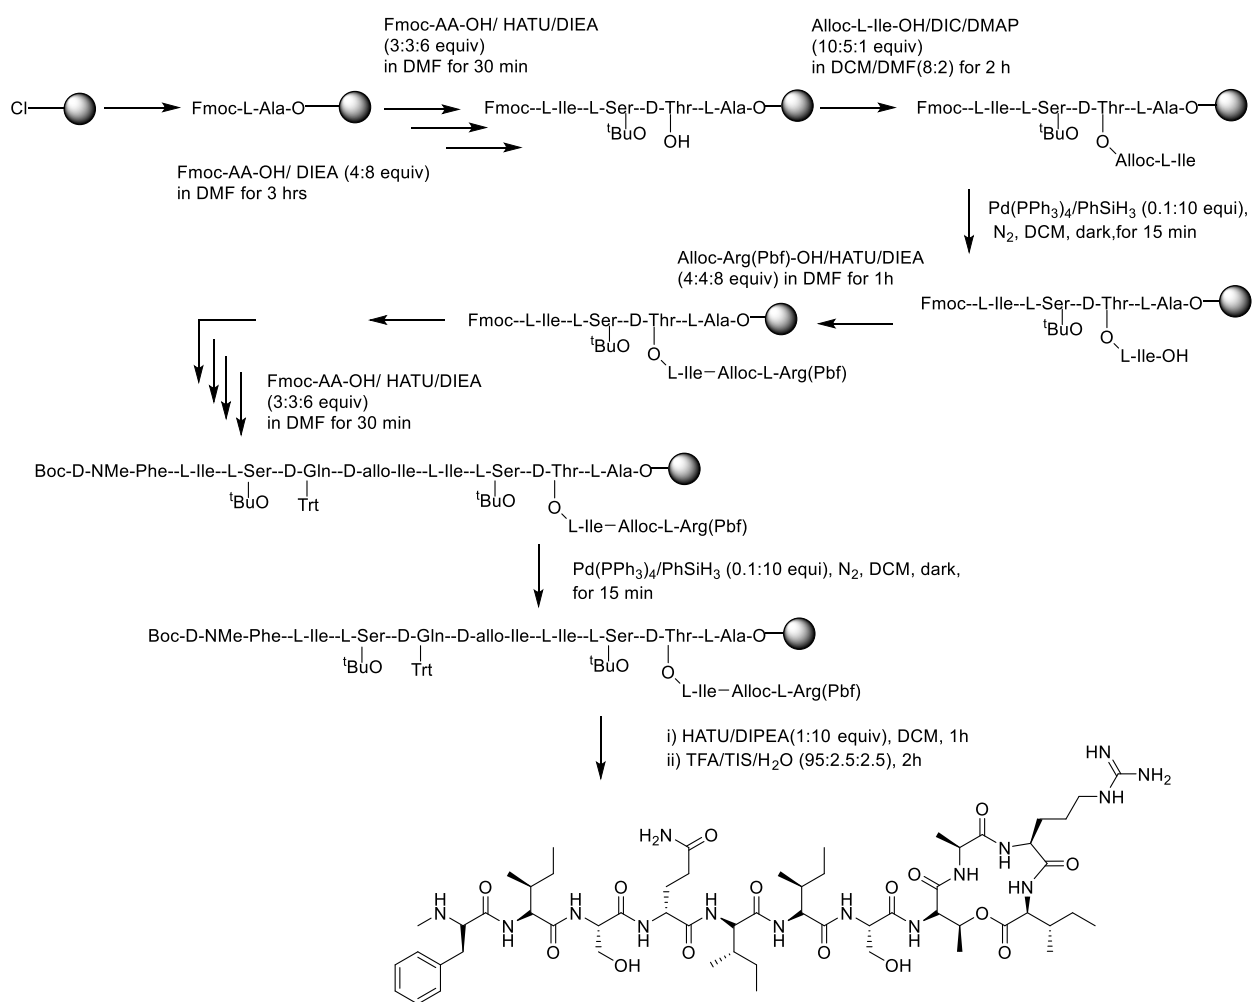 Fmoc-AA-OH/ HATU/DIEA
(3:3:6 equiv)
in DMF for 30 min
Alloc-L-Ile-OH/DIC/DMAP
(10:5:1 equiv)
in DCM/DMF(8:2) for 2 h
Cl
Fmoc-L-Ala-O
Fmoc--L-Ile--L-Ser--D-Thr--L-Ala-O
tBuO
OH
Fmoc--L-Ile--L-Ser--D-Thr--L-Ala-O
tBuO
O
Alloc-L-Ile
Fmoc-AA-OH/ DIEA (4:8 equiv)
in DMF for 3 hrs
Pd(PPh3)4/PhSiH3 (0.1:10 equi),
N2, DCM, dark,for 15 min
Alloc-Arg(Pbf)-OH/HATU/DIEA
(4:4:8 equiv) in DMF for 1h
Fmoc--L-Ile--L-Ser--D-Thr--L-Ala-O
tBuO
O
L-Ile-OH
Fmoc--L-Ile--L-Ser--D-Thr--L-Ala-O
tBuO
O
L-Ile–Alloc-L-Arg(Pbf)
Fmoc-AA-OH/ HATU/DIEA
(3:3:6 equiv)
in DMF for 30 min
Boc-D-NMe-Phe--L-Ile--L-Ser--D-Gln--D-allo-Ile--L-Ile--L-Ser--D-Thr--L-Ala-O
tBuO
Trt
tBuO
O
L-Ile–Alloc-L-Arg(Pbf)
Pd(PPh3)4/PhSiH3 (0.1:10 equi), N2, DCM, dark,
for 15 min
Boc-D-NMe-Phe--L-Ile--L-Ser--D-Gln--D-allo-Ile--L-Ile--L-Ser--D-Thr--L-Ala-O
tBuO
Trt
tBuO
O
L-Ile–Alloc-L-Arg(Pbf)
i) HATU/DIPEA(1:10 equiv), DCM, 1h
ii) TFA/TIS/H2O (95:2.5:2.5), 2h
HN
NH2
NH
O
H2N
O
N
H
O
O
NH
HN
H
N
O
N
H
O
H
N
O
N
H
O
H
N
O
N
H
O
H
N
O
N
H
O
O
OH
OH